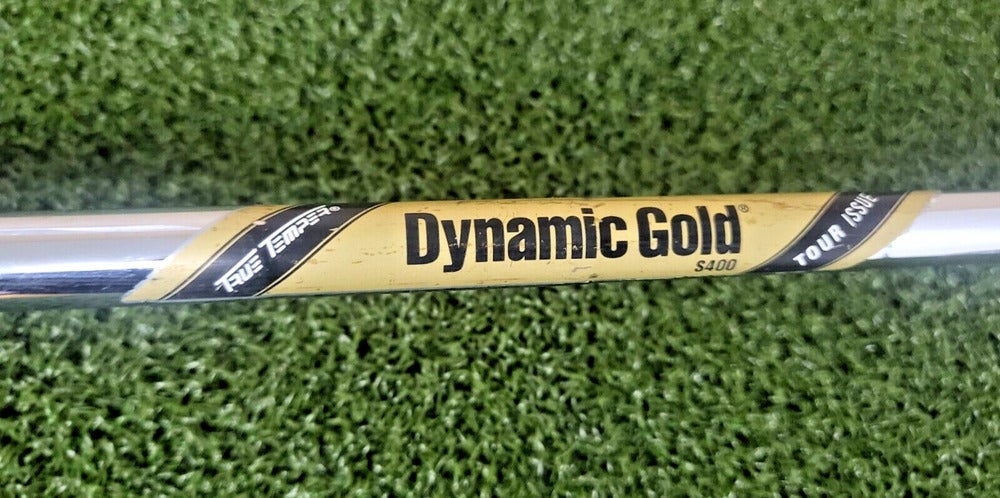 TRUE TEMPER®
Dynamic Gold®
S400
TOUR ISSUE